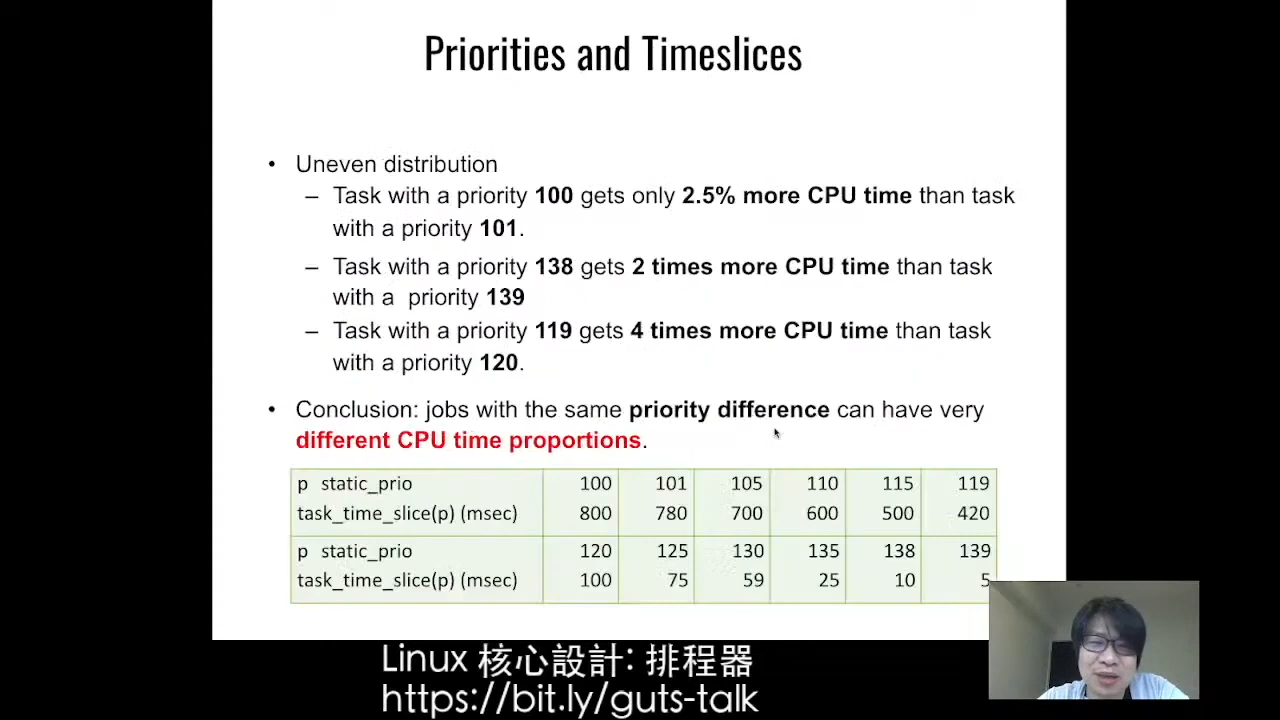 Priorities and Timeslices
• Uneven distribution
– Task with a priority 100 gets only 2.5% more CPU time than task
with a priority 101.
– Task with a priority 138 gets 2 times more CPU time than task
with a priority 139
– Task with a priority 119 gets 4 times more CPU time than task
with a priority 120.
• Conclusion: jobs with the same priority difference can have very
different CPU time proportions.
p static_prio 100 101 105 110 115 119
task_time_slice(p) (msec) 800 780 700 600 500 420
p static_prio 120 125 130 135 138 139
task_time_slice(p) (msec) 100 75 59 25 10 5
Linux 核心設計: 排程器
https://bit.ly/guts-talk